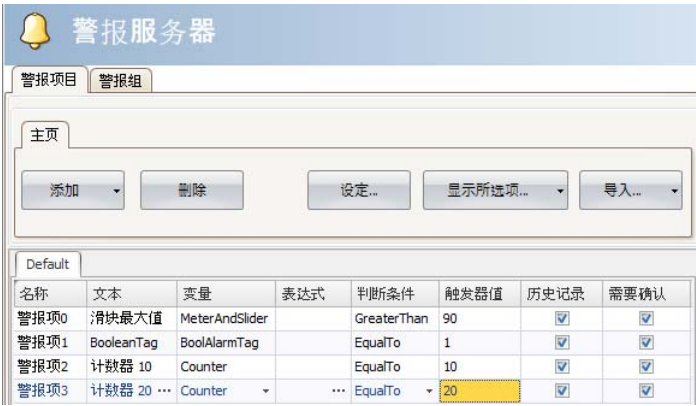 警报服务器
警报项目 警报组
主页
添加 删除 设定... 显示所选项... 导入...
Default
名称 文本 变量 表达式 判断条件 触发器值 历史记录 需要确认
警报项0 滑块最大值 MeterAndSlider GreaterThan 90
警报项1 BooleanTag BoolAlarmTag EqualTo 1
警报项2 计数器 10 Counter EqualTo 10
警报项3 计数器 20 ... Counter ... EqualTo 20